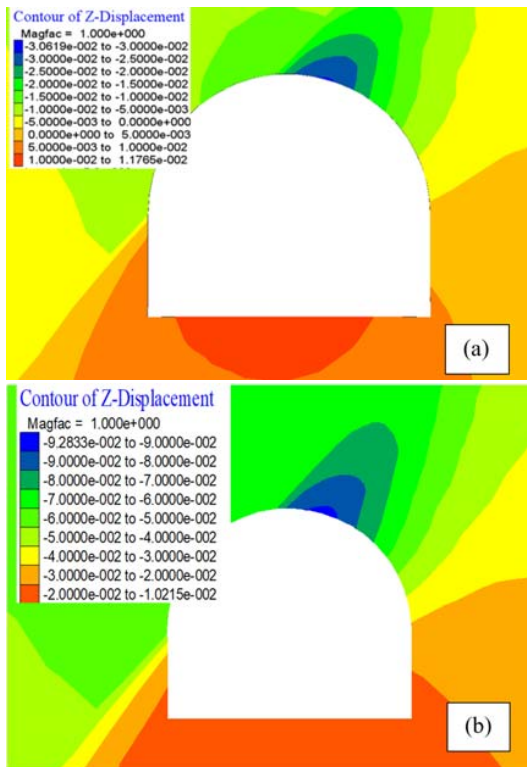 Contour of Z-Displacement
Magfac = 1.000e+000
-3.0619e-002 to -3.0000e-002
-3.0000e-002 to -2.5000e-002
-2.5000e-002 to -2.0000e-002
-2.0000e-002 to -1.5000e-002
-1.5000e-002 to -1.0000e-002
-1.0000e-002 to -5.0000e-003
-5.0000e-003 to 0.0000e+000
0.0000e+000 to 5.0000e-003
5.0000e-003 to 1.0000e-002
1.0000e-002 to 1.1765e-002
(a)
Contour of Z-Displacement
Magfac = 1.000e+000
-9.2833e-002 to -9.0000e-002
-9.0000e-002 to -8.0000e-002
-8.0000e-002 to -7.0000e-002
-7.0000e-002 to -6.0000e-002
-6.0000e-002 to -5.0000e-002
-5.0000e-002 to -4.0000e-002
-4.0000e-002 to -3.0000e-002
-3.0000e-002 to -2.0000e-002
-2.0000e-002 to -1.0215e-002
(b)